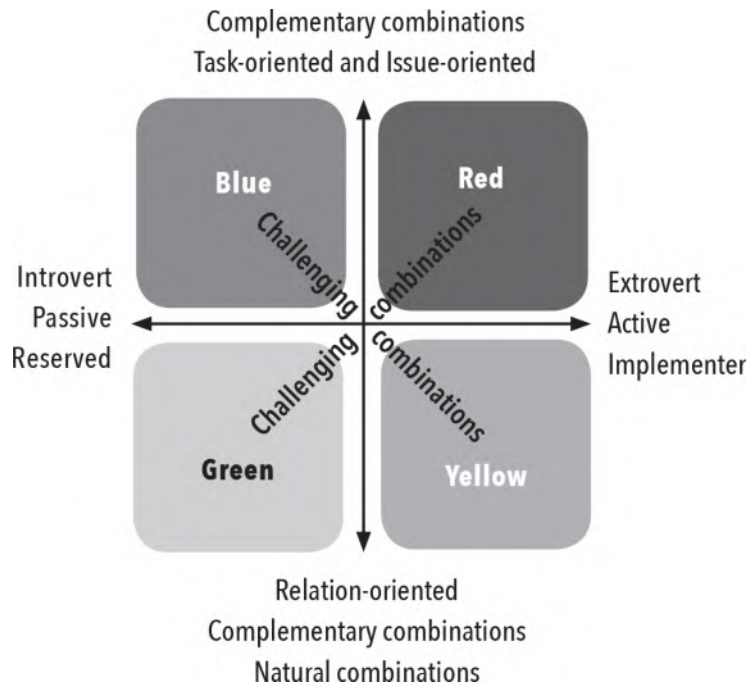 Complementary combinations
Task-oriented and Issue-oriented
Blue
Red
Challenging combinations
Introvert
Passive
Reserved
Extrovert
Active
Implementer
Challenging combinations
Green
Yellow
Relation-oriented
Complementary combinations
Natural combinations